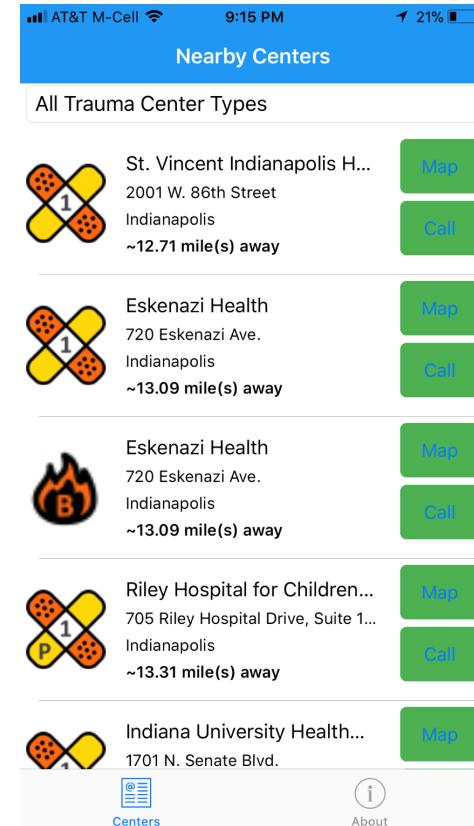 AT&T M-Cell 9:15 PM 21%
Nearby Centers
All Trauma Center Types
1
St. Vincent Indianapolis H...
2001 W. 86th Street
Indianapolis
~12.71 mile(s) away
Map
Call
1
Eskenazi Health
720 Eskenazi Ave.
Indianapolis
~13.09 mile(s) away
Map
Call
B
Eskenazi Health
720 Eskenazi Ave.
Indianapolis
~13.09 mile(s) away
Map
Call
1
P
Riley Hospital for Children...
705 Riley Hospital Drive, Suite 1...
Indianapolis
~13.31 mile(s) away
Map
Call
Indiana University Health...
1701 N. Senate Blvd.
Map
Centers
About